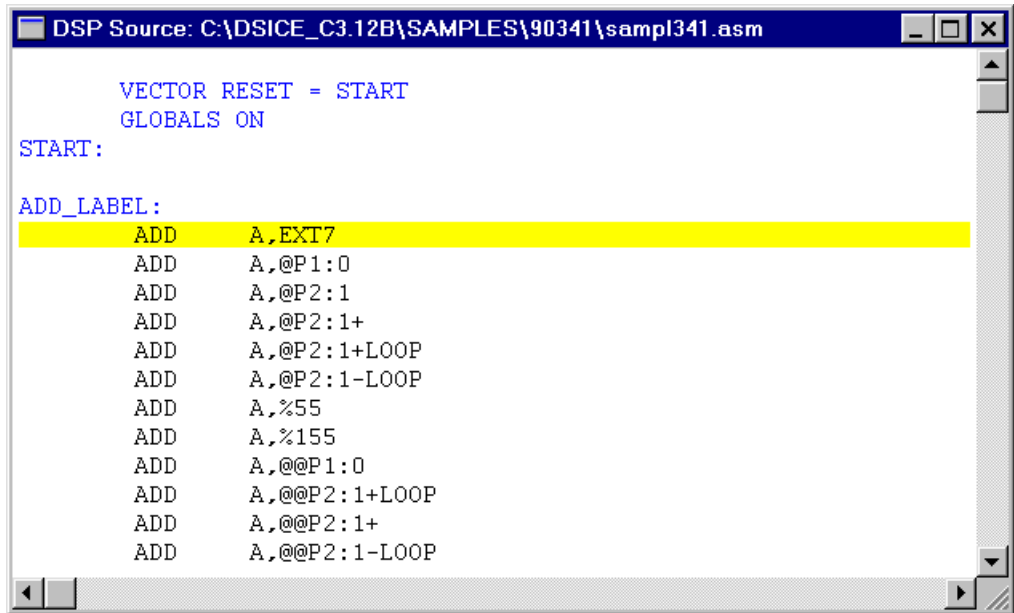 DSP Source: C:\DSICE_C3.12B\SAMPLES\90341\sampl341.asm
VECTOR RESET = START
GLOBALS ON
START:
ADD_LABEL:
ADD A,EXT7
ADD A,@P1:0
ADD A,@P2:1
ADD A,@P2:1+
ADD A,@P2:1+LOOP
ADD A,@P2:1-LOOP
ADD A,%55
ADD A,%155
ADD A,@@P1:0
ADD A,@@P2:1+LOOP
ADD A,@@P2:1+
ADD A,@@P2:1-LOOP